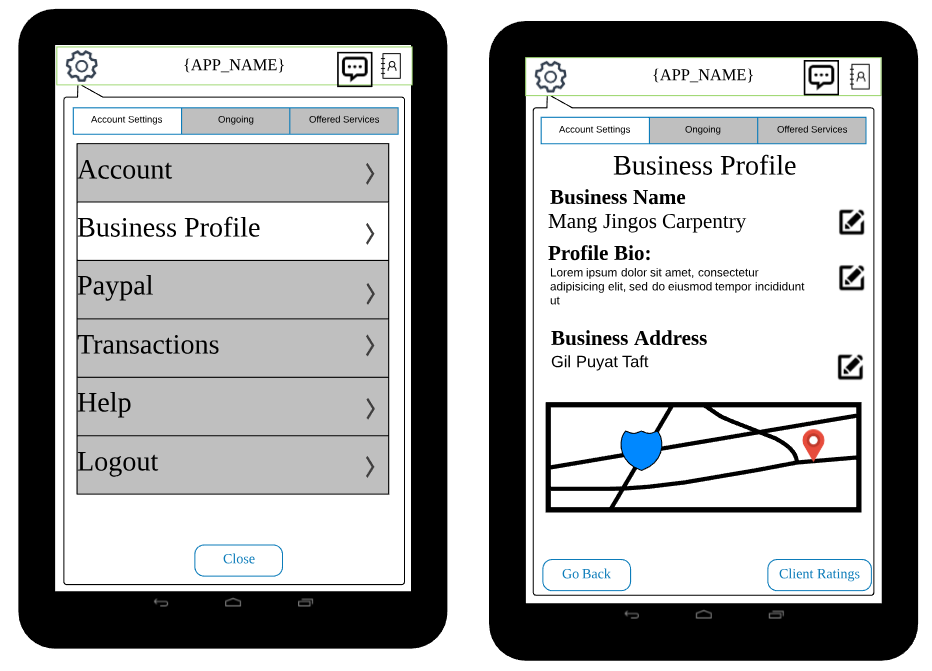 {APP_NAME}
Account Settings
Ongoing
Offered Services
Account
Business Profile
Paypal
Transactions
Help
Logout
Close
{APP_NAME}
Account Settings
Ongoing
Offered Services
Business Profile
Business Name
Mang Jingos Carpentry
Profile Bio:
Lorem ipsum dolor sit amet, consectetur
adipisicing elit, sed do eiusmod tempor incididunt
ut
Business Address
Gil Puyat Taft
Go Back
Client Ratings